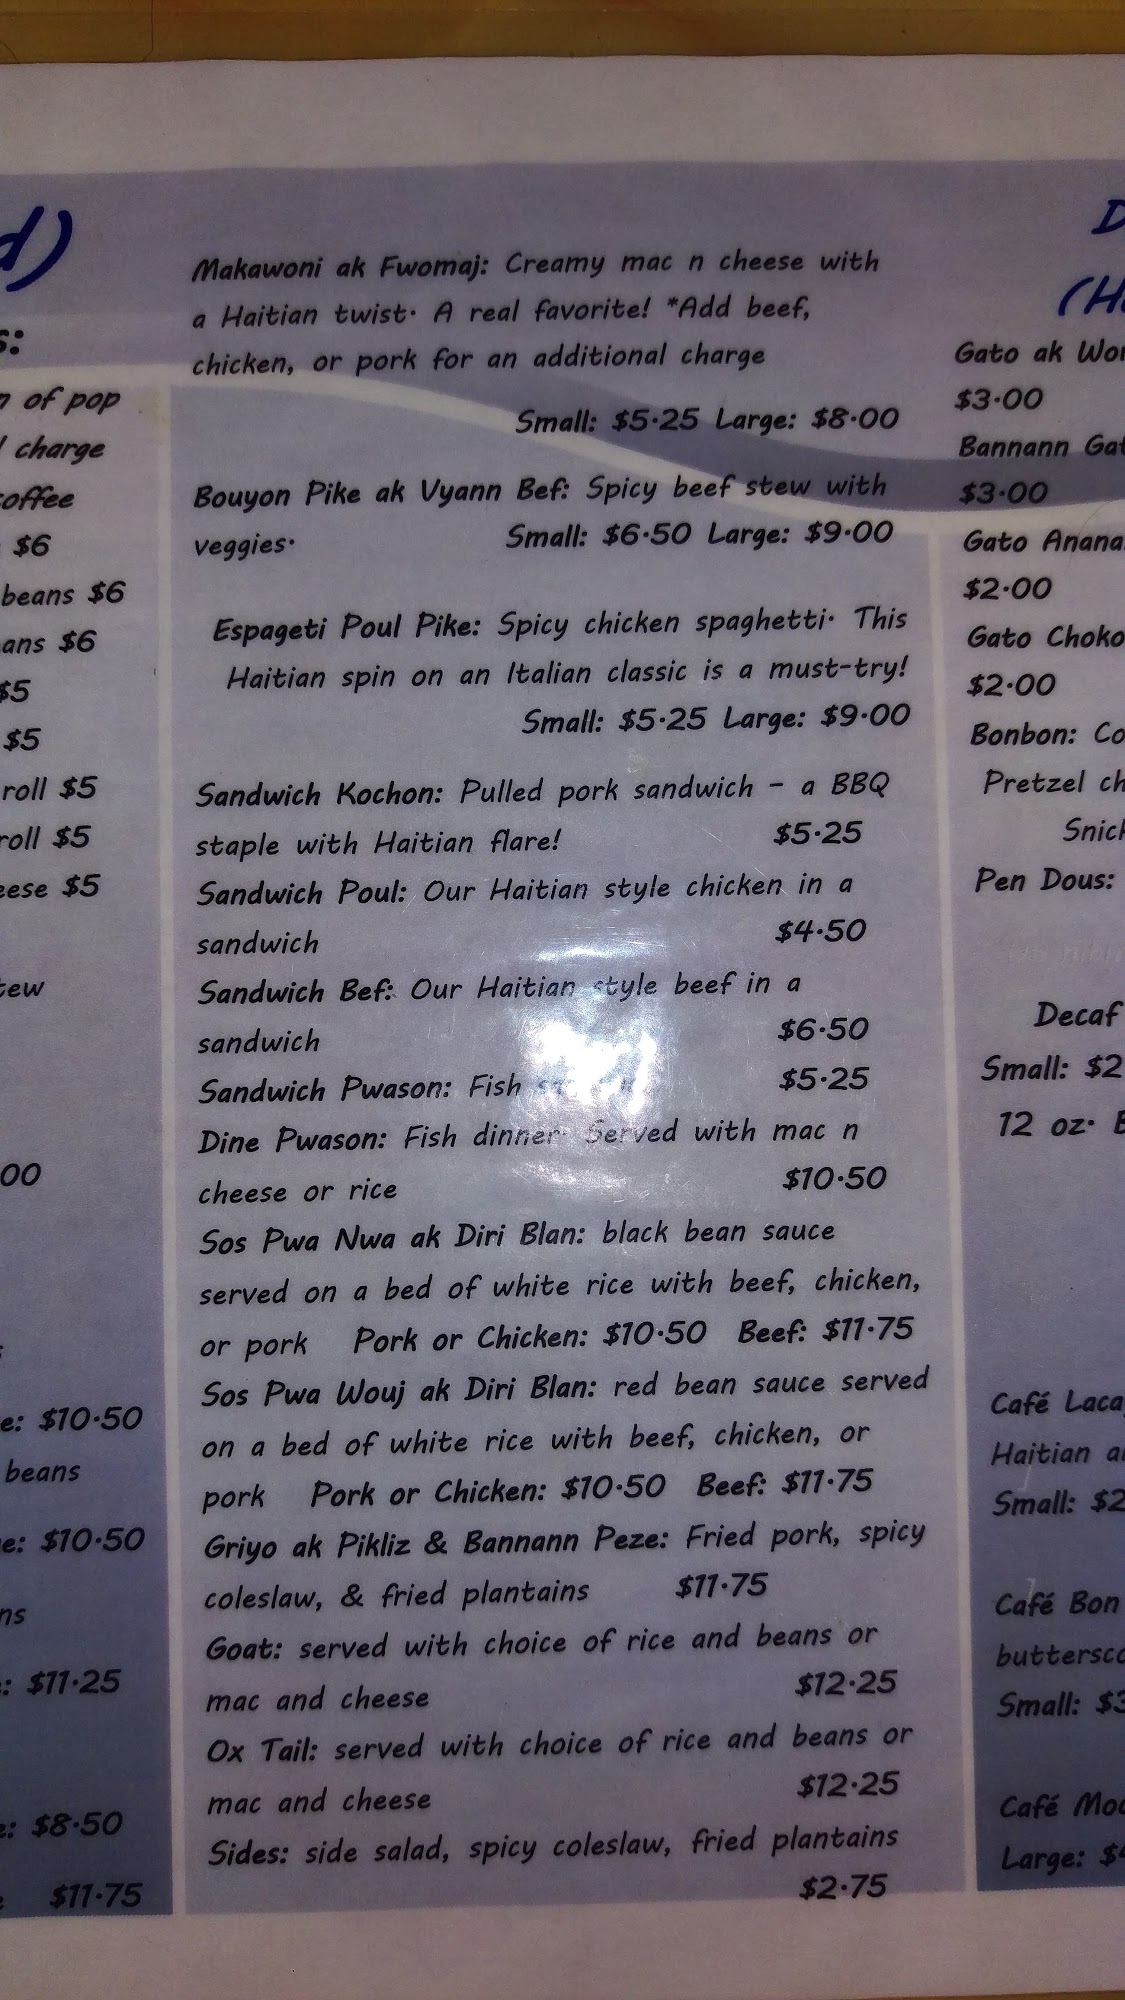 d)
s:
n of pop
l charge
coffee
$6
beans $6
ans $6
$5
$5
roll $5
roll $5
eese $5
tew
00
e: $10.50
beans
e: $10.50
ns
: $11.25
e: $8.50
e $11.75
Makawoni ak Fwomaj: Creamy mac n cheese with
a Haitian twist. A real favorite! *Add beef,
chicken, or pork for an additional charge
Small: $5.25 Large: $8.00
Bouyon Pike ak Vyann Bef: Spicy beef stew with
veggies. Small: $6.50 Large: $9.00
Espageti Poul Pike: Spicy chicken spaghetti. This
Haitian spin on an Italian classic is a must-try!
Small: $5.25 Large: $9.00
Sandwich Kochon: Pulled pork sandwich - a BBQ
staple with Haitian flare! $5.25
Sandwich Poul: Our Haitian style chicken in a
sandwich $4.50
Sandwich Bef: Our Haitian style beef in a
sandwich $6.50
Sandwich Pwason: Fish $5.25
Dine Pwason: Fish dinner. Served with mac n
cheese or rice $10.50
Sos Pwa Nwa ak Diri Blan: black bean sauce
served on a bed of white rice with beef, chicken,
or pork Pork or Chicken: $10.50 Beef: $11.75
Sos Pwa Wouj ak Diri Blan: red bean sauce served
on a bed of white rice with beef, chicken, or
pork Pork or Chicken: $10.50 Beef: $11.75
Griyo ak Pikliz & Bannann Peze: Fried pork, spicy
coleslaw, & fried plantains $11.75
Goat: served with choice of rice and beans or
mac and cheese $12.25
Ox Tail: served with choice of rice and beans or
mac and cheese $12.25
Sides: side salad, spicy coleslaw, fried plantains
$2.75
D
(Ha
Gato ak Wo
$3.00
Bannann Gat
$3.00
Gato Anana
$2.00
Gato Choko
$2.00
Bonbon: Co
Pretzel ch
Snick
Pen Dous:
Decaf
Small: $2
12 oz. B
Café Laca
Haitian a
Small: $2
Café Bon
buttersco
Small: $3
Café Moc
Large: $4